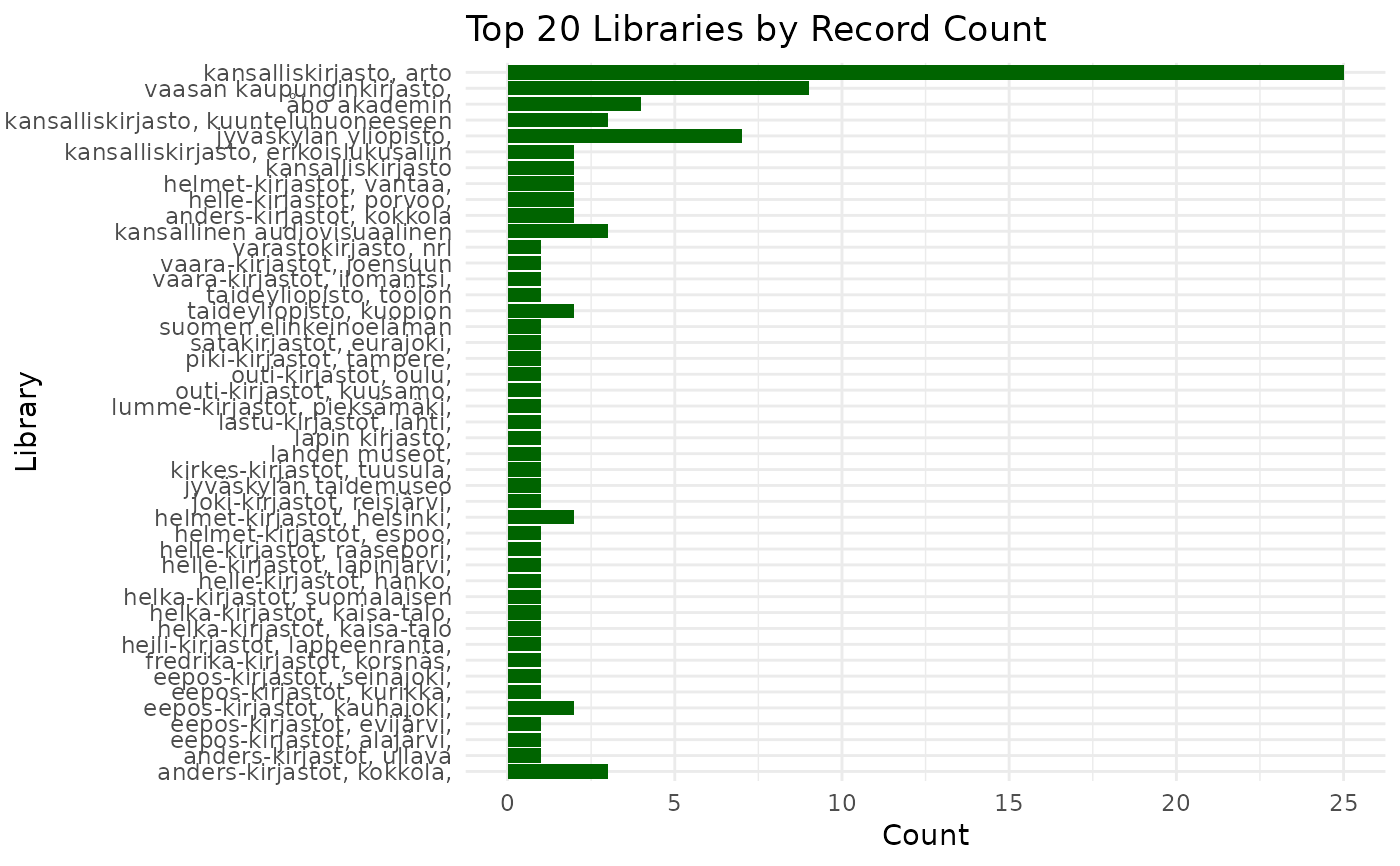 Top 20 Libraries by Record Count
kansalliskirjasto, arto
vaasan kaupunginkirjasto,
åbo akademin
kansalliskirjasto, kuunteluhuoneeseen
jyväskylän yliopisto,
kansalliskirjasto, erikoislukusaliin
kansalliskirjasto
helmet-kirjastot, vantaa,
helle-kirjastot, porvoo,
anders-kirjastot, kokkola
kansallinen audiovisuaalinen
varastokirjasto, nrl
vaara-kirjastot, joensuun
vaara-kirjastot, ilomantsi,
taideyliopisto, töölön
taideyliopisto, kuopion
suomen elinkeinoelämän
satakirjastot, eurajoki,
piki-kirjastot, tampere,
outi-kirjastot, oulu,
outi-kirjastot, kuusamo,
lumme-kirjastot, pieksämäki,
lastu-kirjastot, lahti,
lapin kirjasto,
lahden museot,
kirkes-kirjastot, tuusula,
jyväskylän taidemuseo
joki-kirjastot, reisjärvi,
helmet-kirjastot, helsinki,
helmet-kirjastot, espoo,
helle-kirjastot, raasepori,
helle-kirjastot, lapinjärvi,
helle-kirjastot, hanko,
helka-kirjastot, suomalaisen
helka-kirjastot, kaisa-talo,
helka-kirjastot, kaisa-talo
heili-kirjastot, lappeenranta,
fredrika-kirjastot, korsnäs,
eepos-kirjastot, seinäjoki,
eepos-kirjastot, kurikka,
eepos-kirjastot, kauhajoki,
eepos-kirjastot, evijärvi,
eepos-kirjastot, alajärvi,
anders-kirjastot, ullava
anders-kirjastot, kokkola,
Library
0 5 10 15 20 25
Count